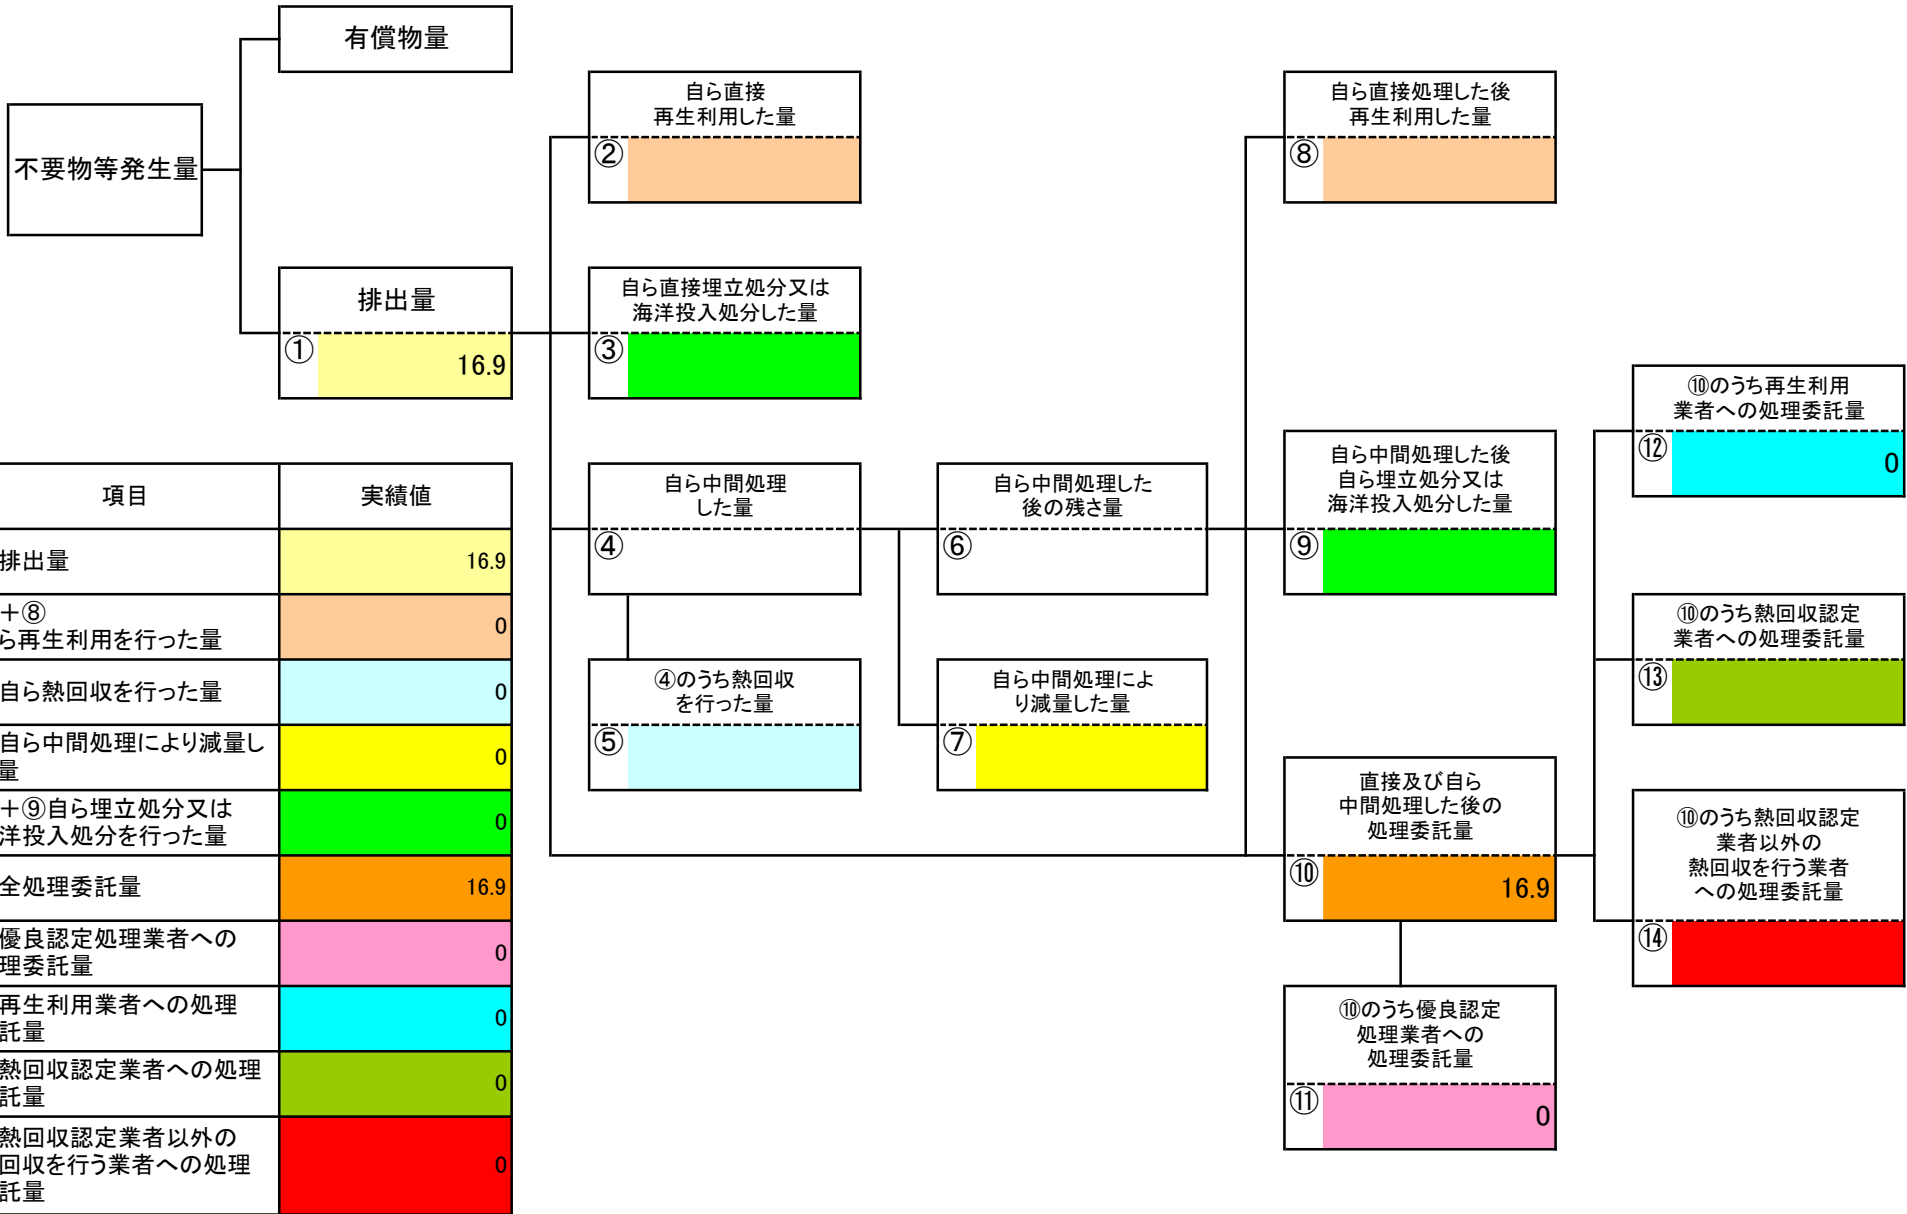 有償物量
不要物等発生量
排出量
①
16.9
自ら直接
再生利用した量
②
自ら直接埋立処分又は
海洋投入処分した量
③
自ら中間処理
した量
④
④のうち熱回収
を行った量
⑤
自ら中間処理した
後の残さ量
⑥
自ら中間処理によ
り減量した量
⑦
自ら直接処理した後
再生利用した量
⑧
自ら中間処理した後
自ら埋立処分又は
海洋投入処分した量
⑨
直接及び自ら
中間処理した後の
処理委託量
⑩
16.9
⑩のうち優良認定
処理業者への
処理委託量
⑪
0
⑩のうち再生利用
業者への処理委託量
⑫
0
⑩のうち熱回収認定
業者への処理委託量
⑬
⑩のうち熱回収認定
業者以外の
熱回収を行う業者
への処理委託量
⑭
項目 実績値
排出量 16.9
＋⑧
ら再生利用を行った量 0
自ら熱回収を行った量 0
自ら中間処理により減量し
量 0
＋⑨自ら埋立処分又は
洋投入処分を行った量 0
全処理委託量 16.9
優良認定処理業者への
理委託量 0
再生利用業者への処理
託量 0
熱回収認定業者への処理
託量 0
熱回収認定業者以外の
回収を行う業者への処理
託量 0